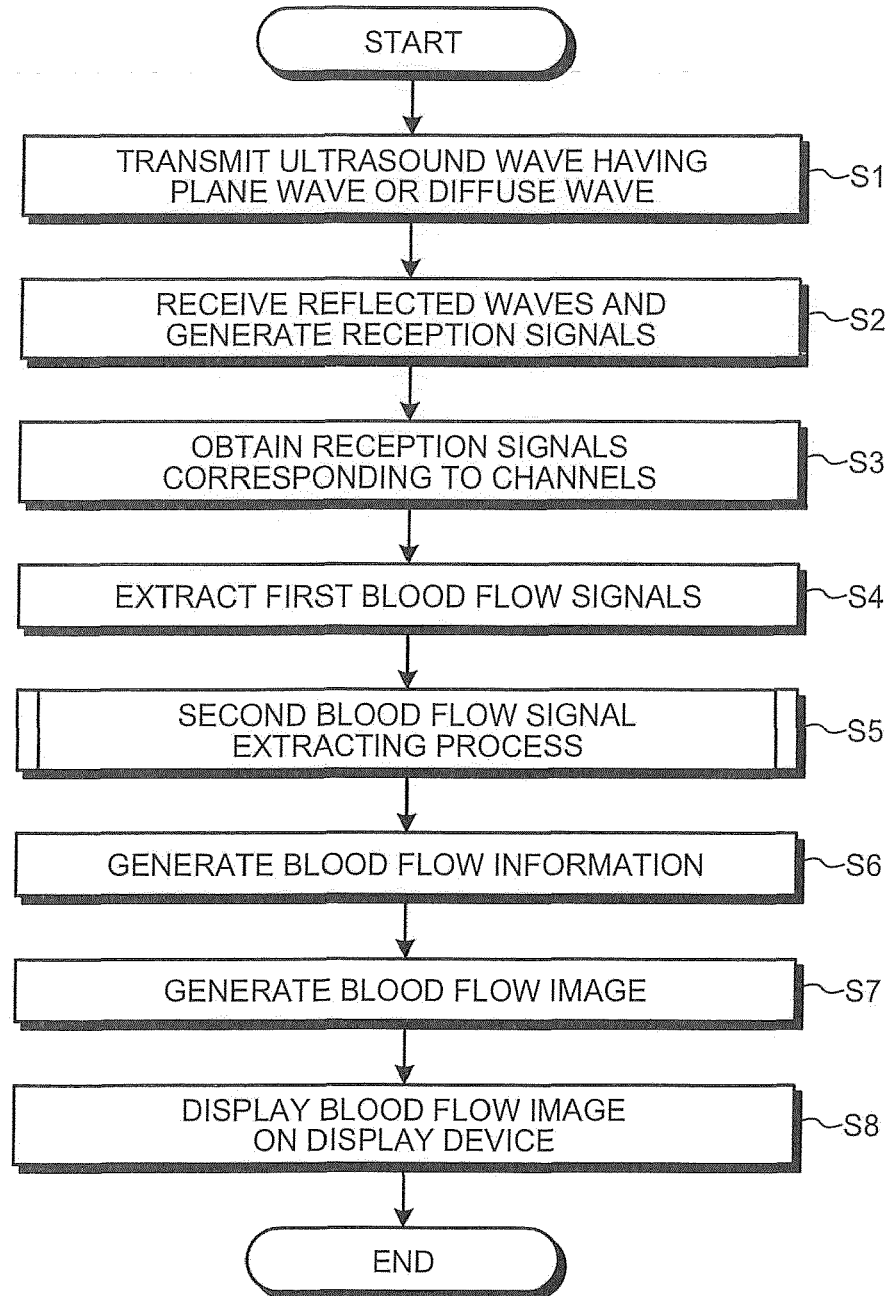 START
TRANSMIT ULTRASOUND WAVE HAVING
PLANE WAVE OR DIFFUSE WAVE
S1
RECEIVE REFLECTED WAVES AND
GENERATE RECEPTION SIGNALS
S2
OBTAIN RECEPTION SIGNALS
CORRESPONDING TO CHANNELS
S3
EXTRACT FIRST BLOOD FLOW SIGNALS
S4
SECOND BLOOD FLOW SIGNAL
EXTRACTING PROCESS
S5
GENERATE BLOOD FLOW INFORMATION
S6
GENERATE BLOOD FLOW IMAGE
S7
DISPLAY BLOOD FLOW IMAGE
ON DISPLAY DEVICE
S8
END